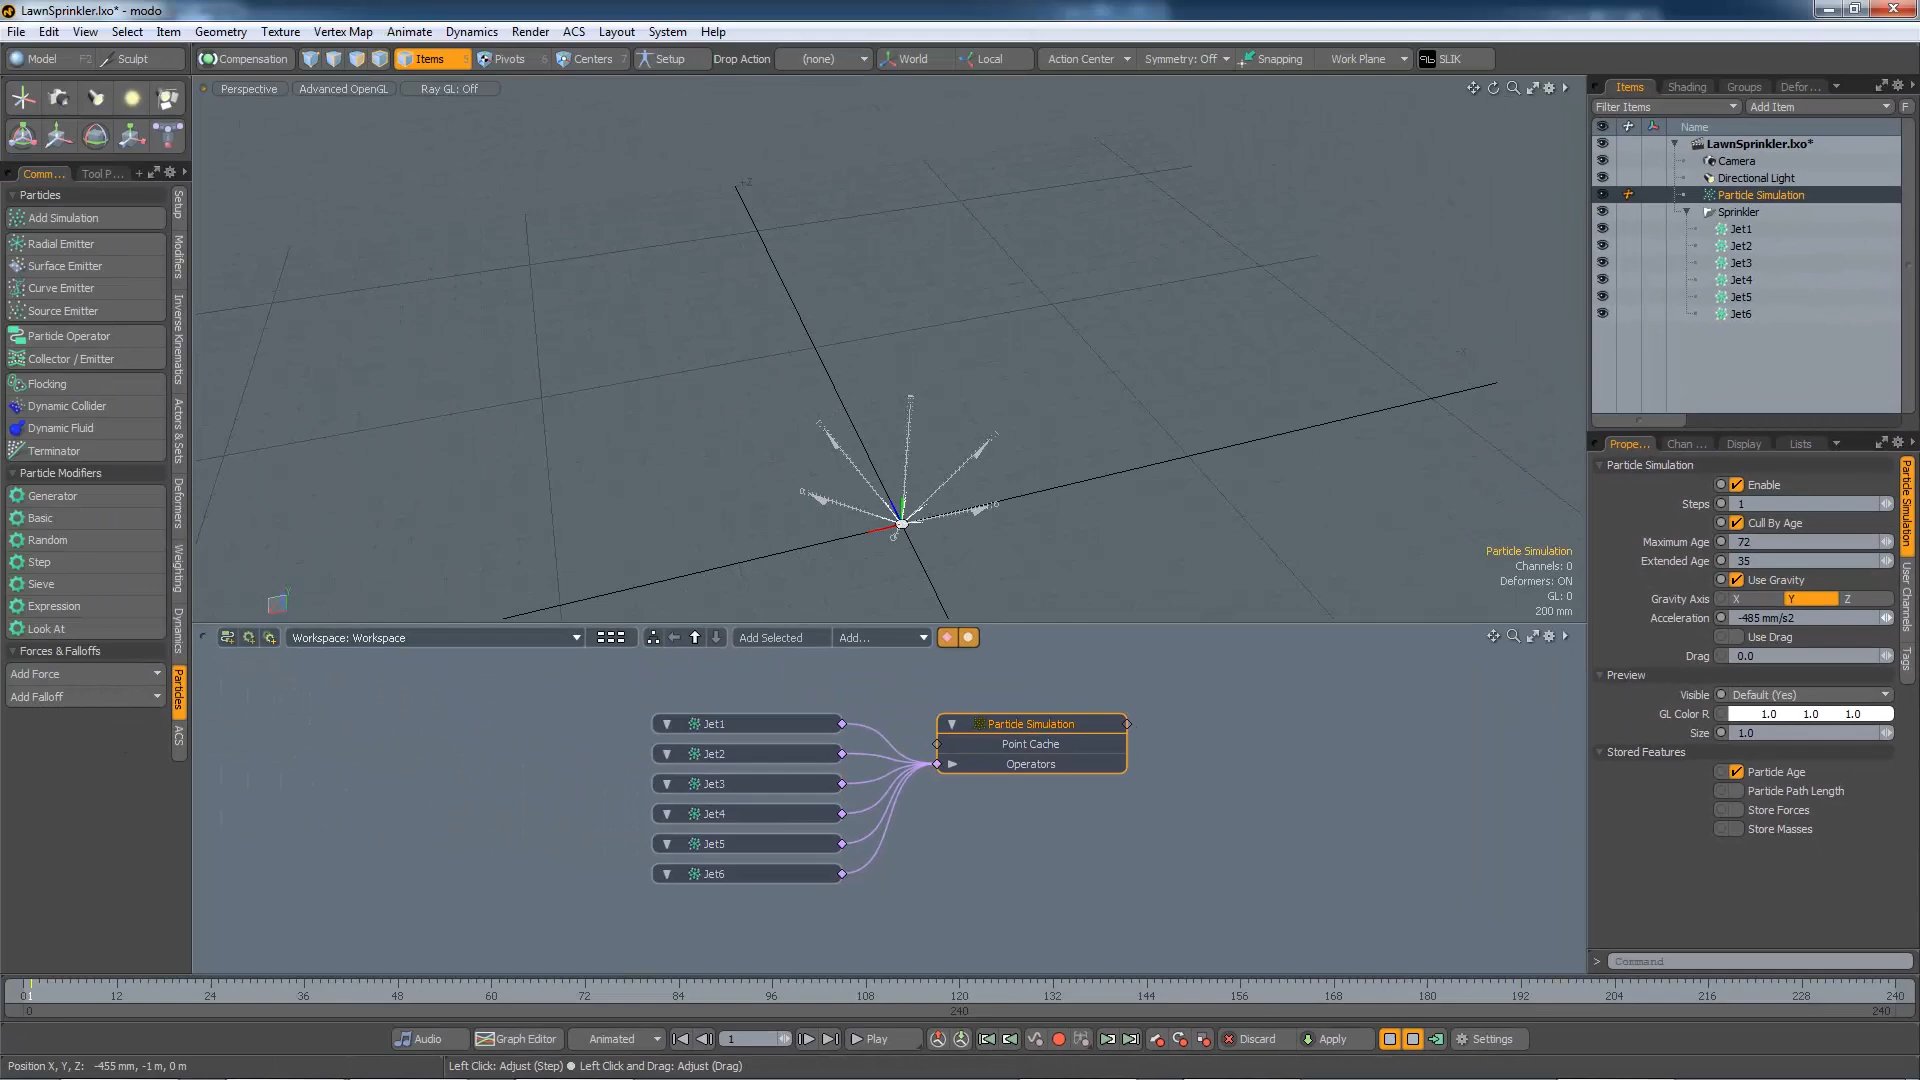 LawnSprinkler.lxo* - modo
File Edit View Select Item Geometry Texture Vertex Map Animate Dynamics Render ACS Layout System Help
Model F2 Sculpt Compensation Items 5 Pivots 6 Centers 7 Setup Drop Action (none) World Local Action Center Symmetry: Off Snapping Work Plane SLIK
Perspective Advanced OpenGL Ray GL: Off
Comm... Tool P... +
Particles
Add Simulation
Radial Emitter
Surface Emitter
Curve Emitter
Source Emitter
Particle Operator
Collector / Emitter
Flocking
Dynamic Collider
Dynamic Fluid
Terminator
Particle Modifiers
Generator
Basic
Random
Step
Sieve
Expression
Look At
Forces & Falloffs
Add Force
Add Falloff
Setup
Modifiers
Inverse Kinematics
Actors & Sets
Deformers
Weighting
Dynamics
Particles
ACS
+Z
Particle Simulation
Channels: 0
Deformers: ON
GL: 0
200 mm
Workspace: Workspace Add Selected Add...
Jet1
Jet2
Jet3
Jet4
Jet5
Jet6
Particle Simulation
Point Cache
Operators
Items Shading Groups Defor...
Filter Items Add Item F
Name
LawnSprinkler.lxo*
Camera
Directional Light
Particle Simulation
Sprinkler
Jet1
Jet2
Jet3
Jet4
Jet5
Jet6
Prope... Chan ... Display Lists
Particle Simulation
Enable
Steps 1
Cull By Age
Maximum Age 72
Extended Age 35
Use Gravity
Gravity Axis X Y Z
Acceleration -485 mm/s2
Use Drag
Drag 0.0
Preview
Visible Default (Yes)
GL Color R 1.0 1.0 1.0
Size 1.0
Stored Features
Particle Age
Particle Path Length
Store Forces
Store Masses
Particle Simulation
User Channels
Tags
> Command
0 1 12 24 36 48 60 72 84 96 108 120 132 144 156 168 180 192 204 216 228 240
0 240 240
Audio Graph Editor Animated 1 Play Discard Apply Settings
Position X, Y, Z: -455 mm, -1 m, 0 m Left Click: Adjust (Step) ● Left Click and Drag: Adjust (Drag)